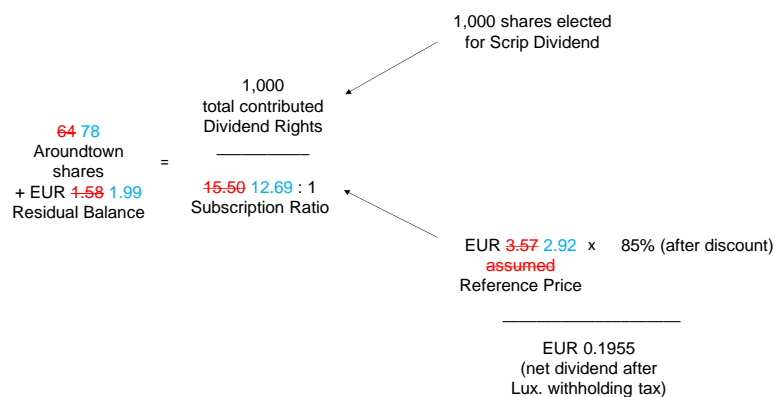 1,000 shares elected
for Scrip Dividend
1,000
total contributed
Dividend Rights
64 78
Aroundtown
shares
+ EUR 1.58 1.99
Residual Balance
=
15.50 12.69 : 1
Subscription Ratio
EUR 3.57 2.92 x 85% (after discount)
assumed
Reference Price
EUR 0.1955
(net dividend after
Lux. withholding tax)